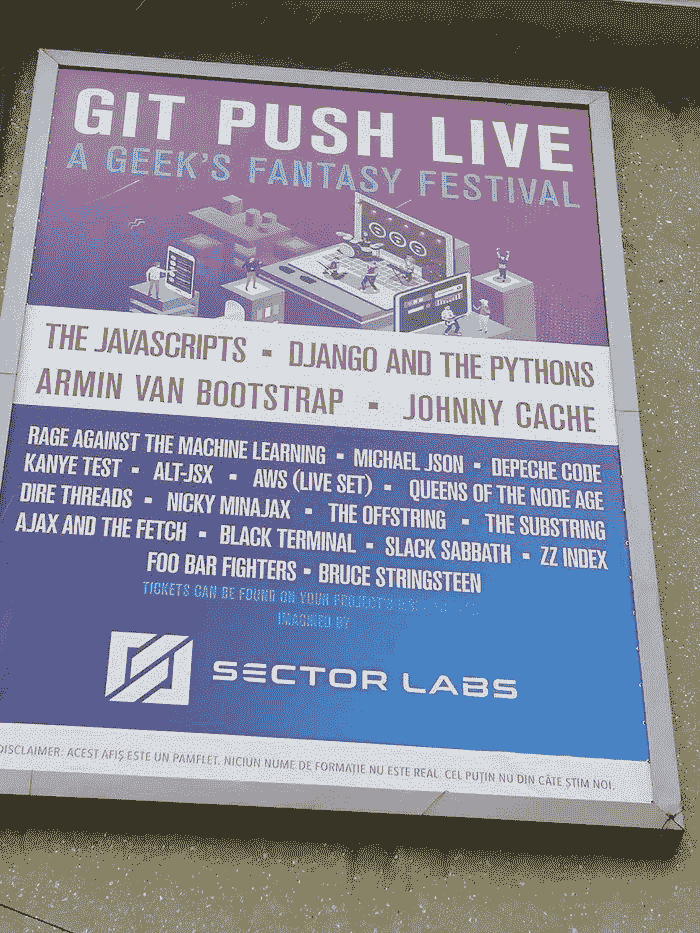 GIT PUSH LIVE
A GEEK'S FANTASY FESTIVAL
THE JAVASCRIPTS ▪ DJANGO AND THE PYTHONS
ARMIN VAN BOOTSTRAP ▪ JOHNNY CACHE
RAGE AGAINST THE MACHINE LEARNING ▪ MICHAEL JSON ▪ DEPECHE CODE
KANYE TEST ▪ ALT-JSX ▪ AWS (LIVE SET) ▪ QUEENS OF THE NODE AGE
DIRE THREADS ▪ NICKY MINAJAX ▪ THE OFFSTRING ▪ THE SUBSTRING
AJAX AND THE FETCH ▪ BLACK TERMINAL ▪ SLACK SABBATH ▪ ZZ INDEX
FOO BAR FIGHTERS ▪ BRUCE STRINGSTEEN
TICKETS CAN BE FOUND ON YOUR PROJECT'S
IMAGINED BY
SECTOR LABS
DISCLAIMER: ACEST AFIȘ ESTE UN PAMFLET. NICIUN NUME DE FORMAȚIE NU ESTE REAL. CEL PUȚIN NU DIN CÂTE ȘTIM NOI.